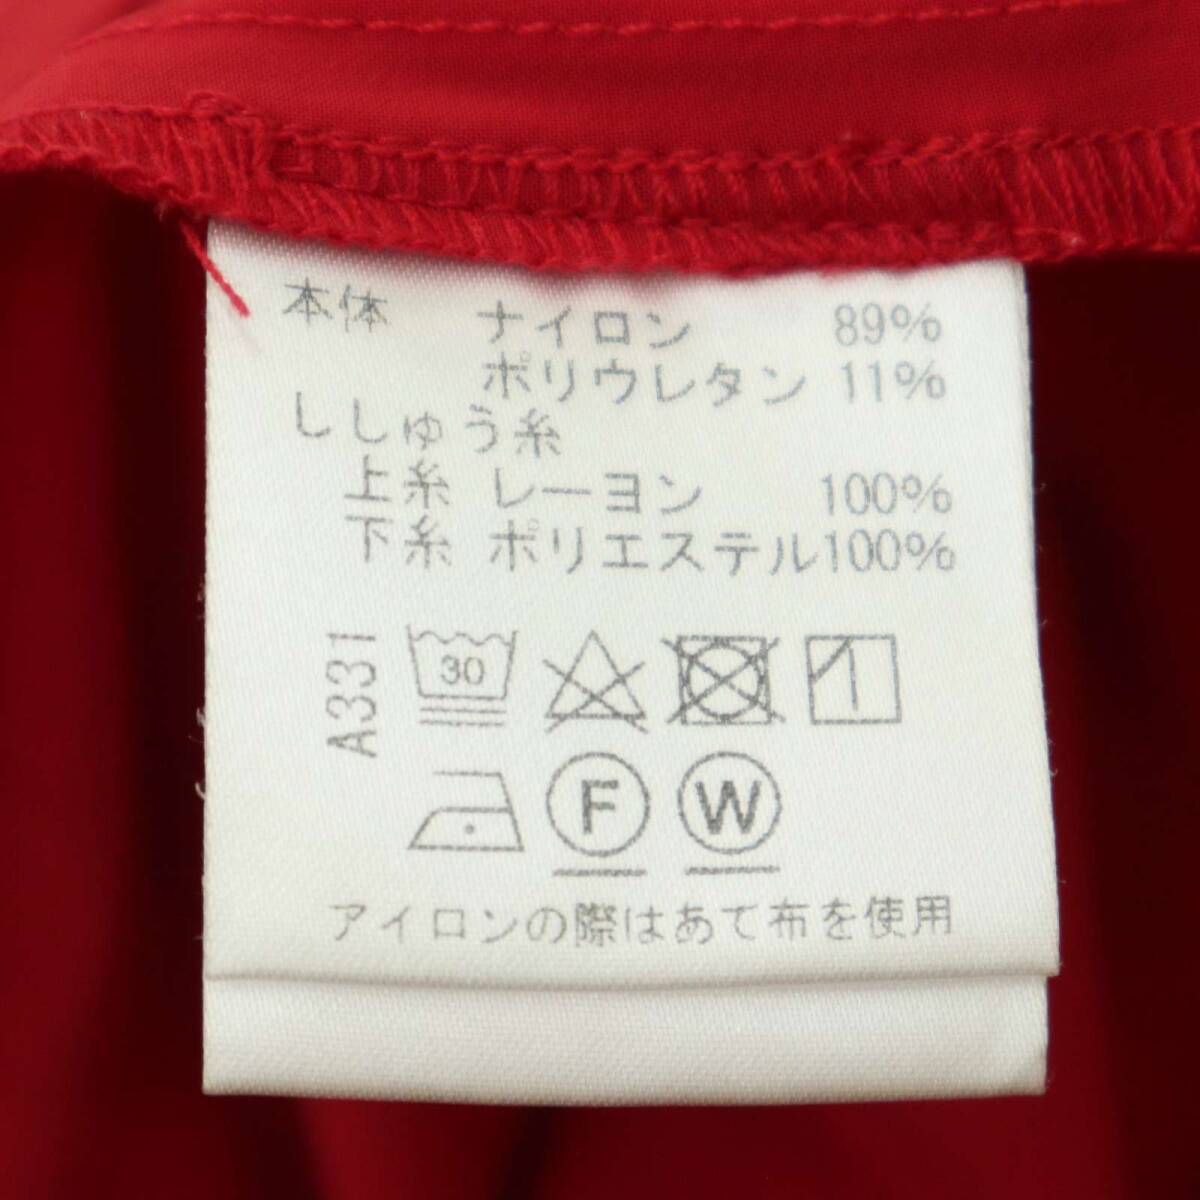 本体 ナイロン 89%
ポリウレタン 11%
ししゅう糸
上糸 レーヨン 100%
下糸 ポリエステル100%
A331
30
F W
アイロンの際はあて布を使用